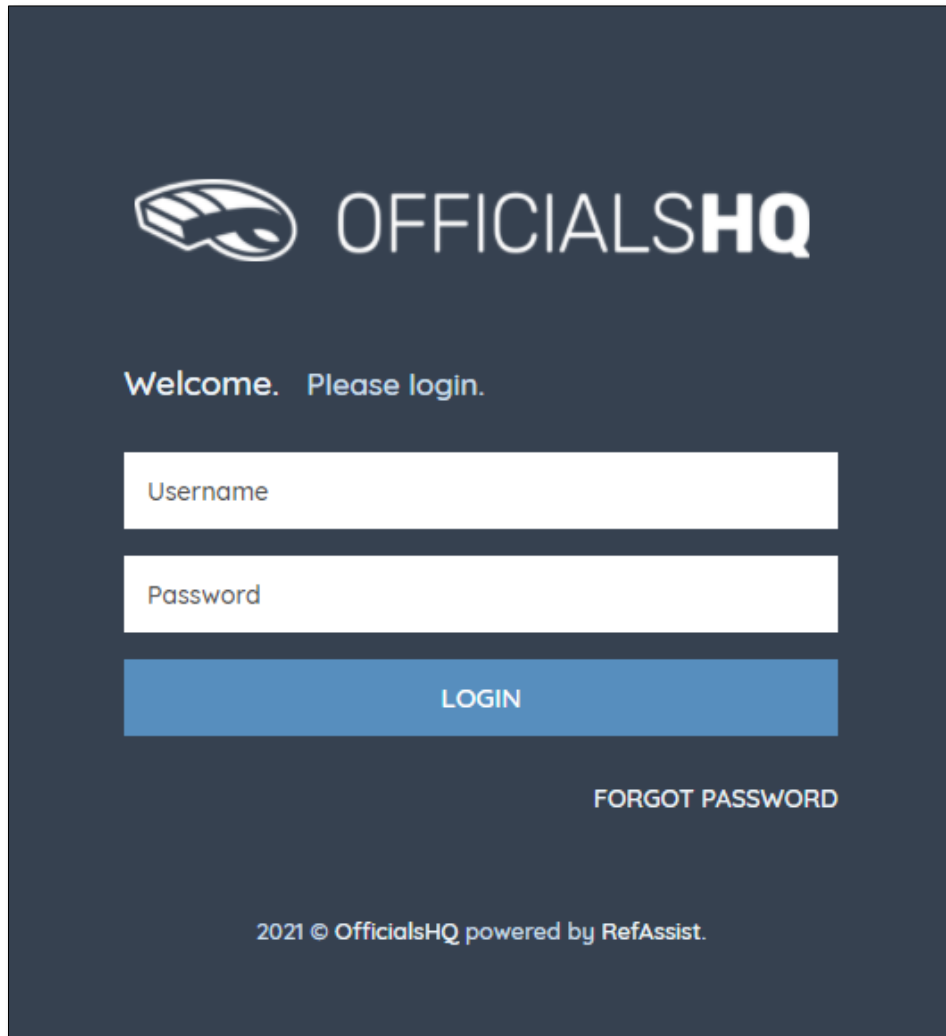 OFFICIALSHQ
Welcome. Please login.
Username
Password
LOGIN
FORGOT PASSWORD
2021 © OfficialsHQ powered by RefAssist.